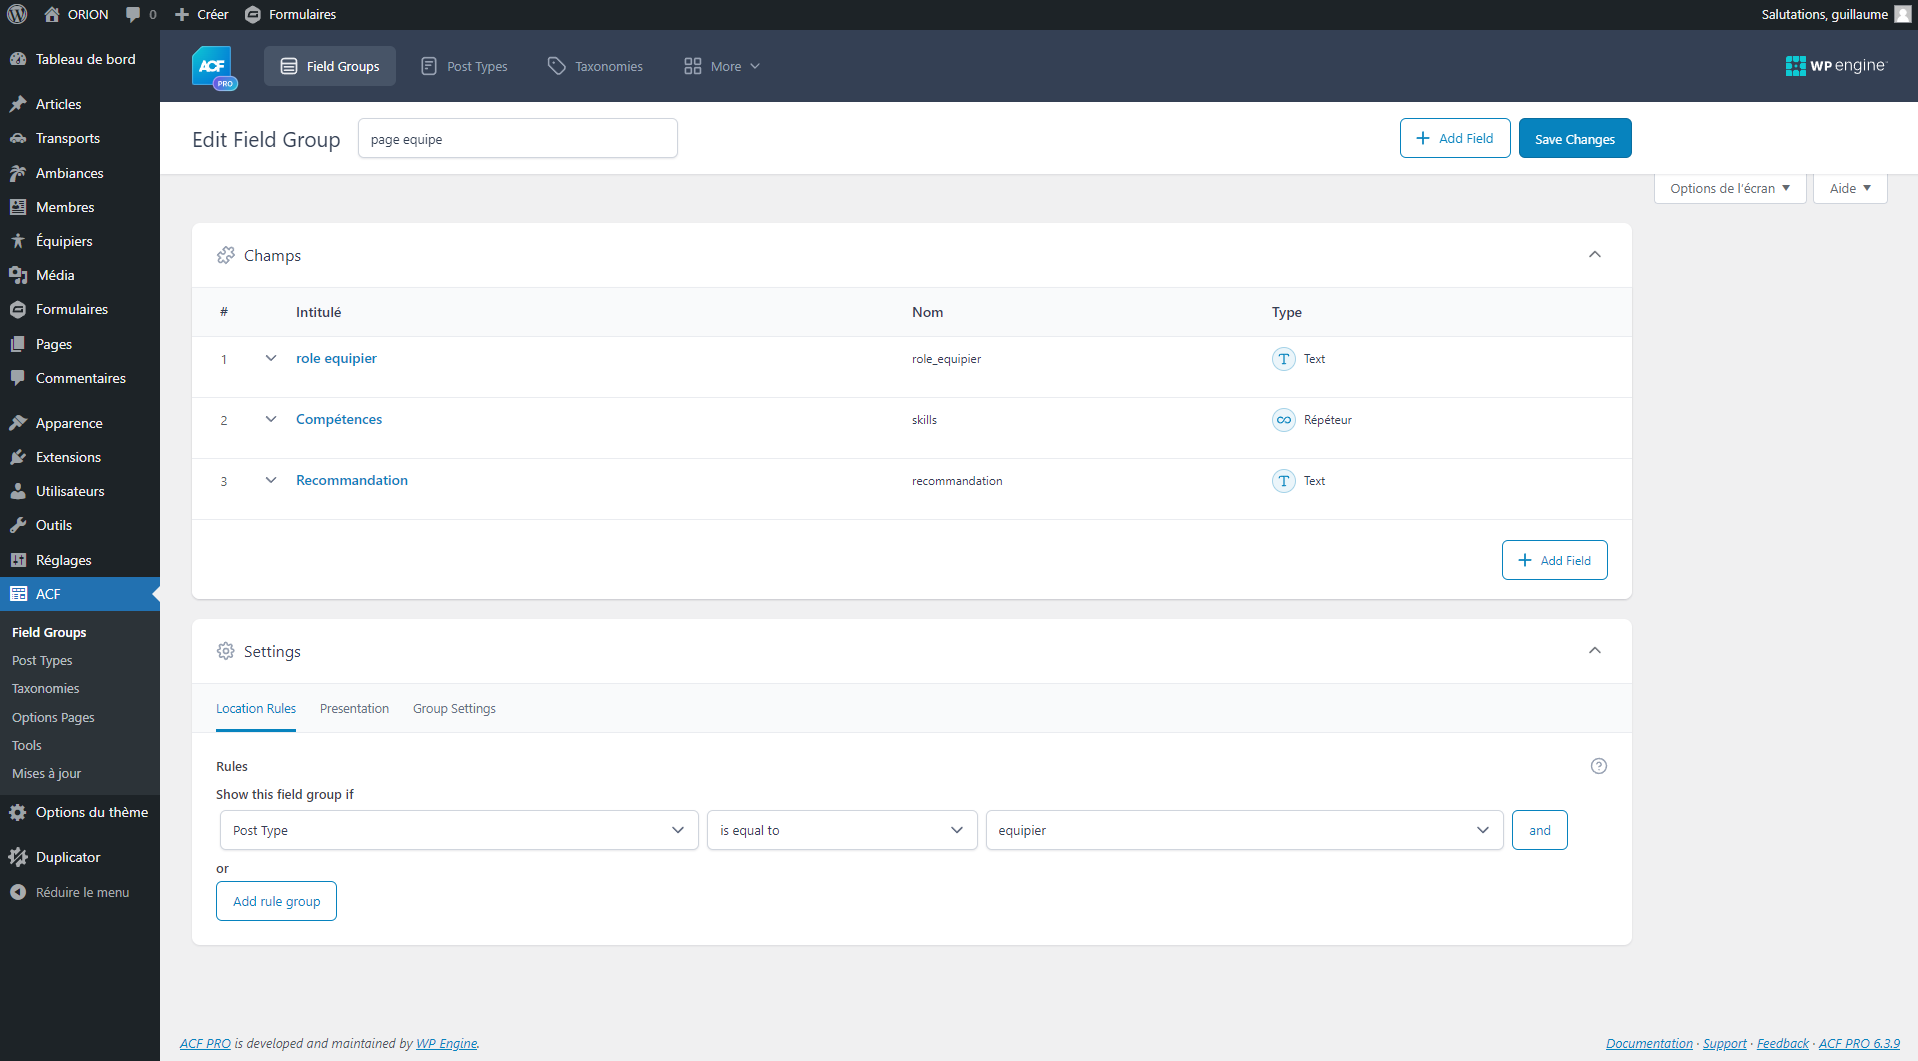 ORION 0 Créer Formulaires Salutations, guillaume
Tableau de bord
Articles
Transports
Ambiances
Membres
Équipiers
Média
Formulaires
Pages
Commentaires
Apparence
Extensions
Utilisateurs
Outils
Réglages
ACF
Field Groups
Post Types
Taxonomies
Options Pages
Tools
Mises à jour
Options du thème
Duplicator
Réduire le menu
ACF PRO Field Groups Post Types Taxonomies More WP engine
Edit Field Group page equipe Add Field Save Changes
Options de l'écran Aide
Champs
# Intitulé Nom Type
1 role equipier role_equipier Text
2 Compétences skills Répéteur
3 Recommandation recommandation Text
Add Field
Settings
Location Rules Presentation Group Settings
Rules
Show this field group if
Post Type is equal to equipier and
or
Add rule group
ACF PRO is developed and maintained by WP Engine. Documentation · Support · Feedback · ACF PRO 6.3.9